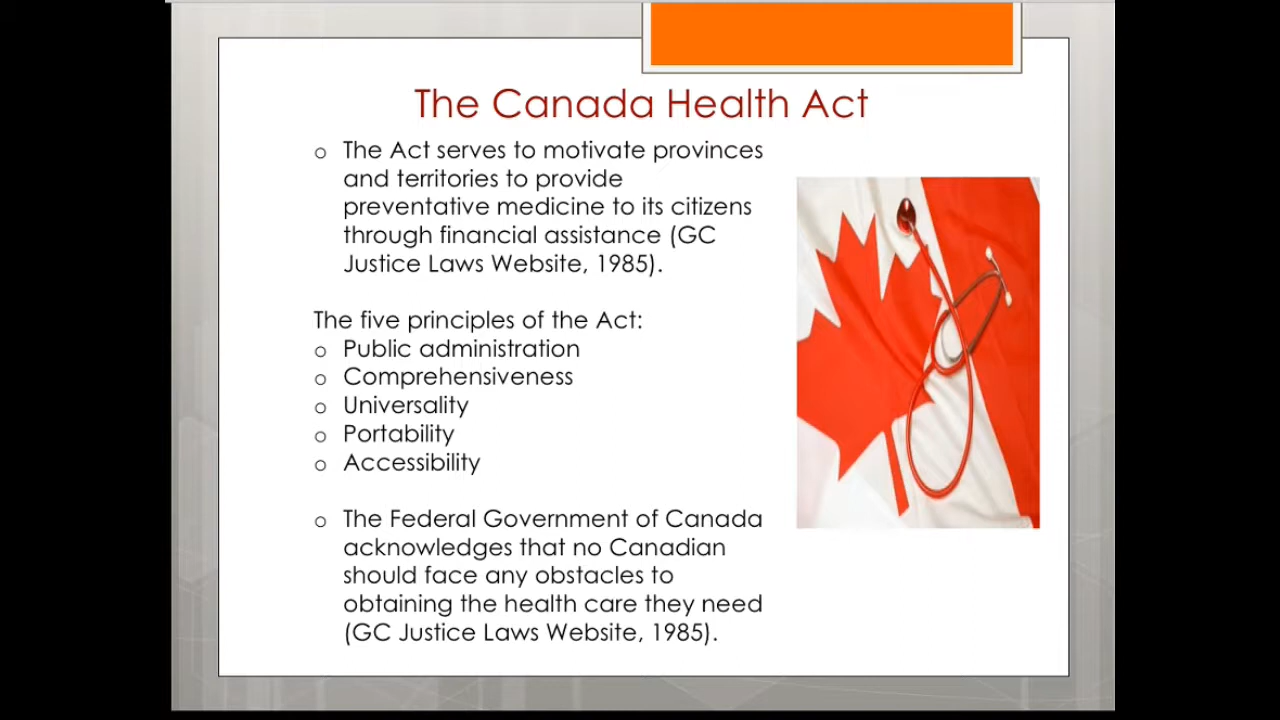 The Canada Health Act
o The Act serves to motivate provinces
and territories to provide
preventative medicine to its citizens
through financial assistance (GC
Justice Laws Website, 1985).
The five principles of the Act:
o Public administration
o Comprehensiveness
o Universality
o Portability
o Accessibility
o The Federal Government of Canada
acknowledges that no Canadian
should face any obstacles to
obtaining the health care they need
(GC Justice Laws Website, 1985).